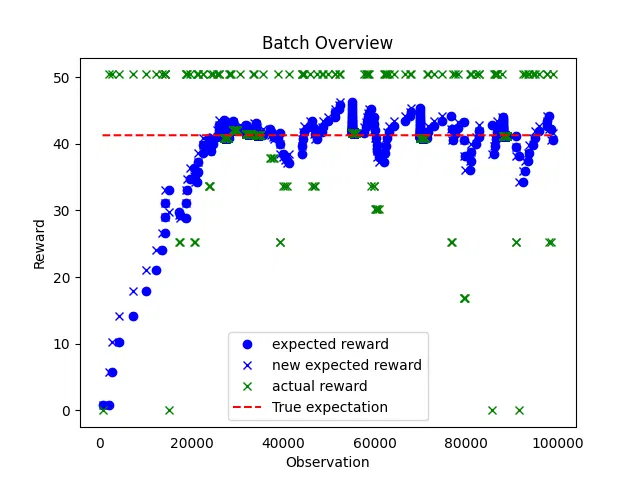 Batch Overview
50
40
30
20
10
0
Reward
expected reward
new expected reward
actual reward
True expectation
0 20000 40000 60000 80000 100000
Observation